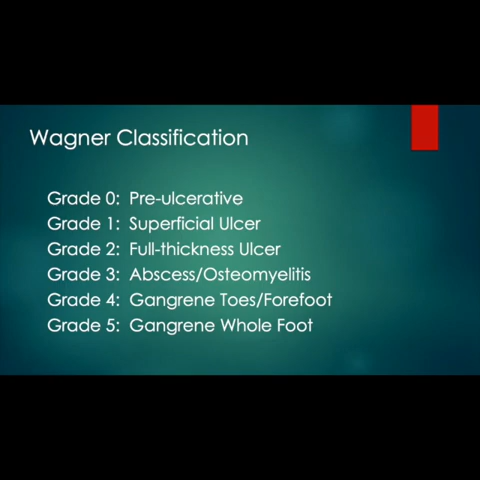 Wagner Classification
Grade 0: Pre-ulcerative
Grade 1: Superficial Ulcer
Grade 2: Full-thickness Ulcer
Grade 3: Abscess/Osteomyelitis
Grade 4: Gangrene Toes/Forefoot
Grade 5: Gangrene Whole Foot